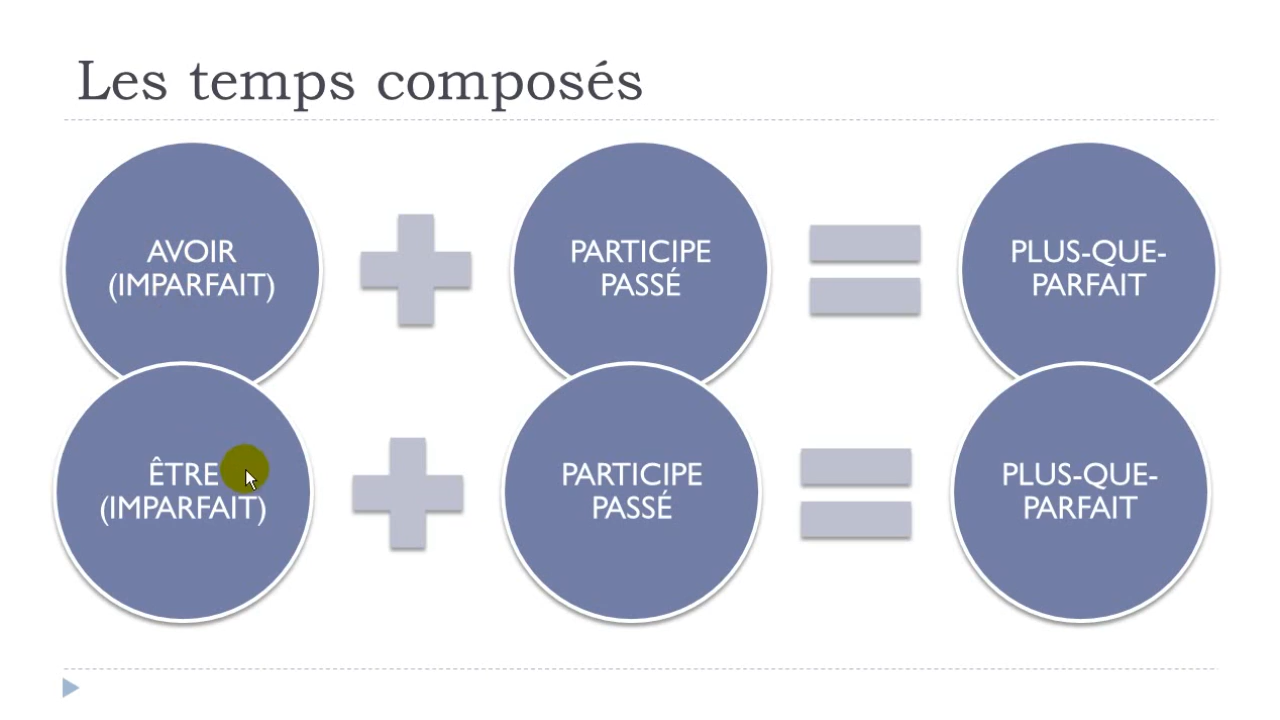 Les temps composés
AVOIR
(IMPARFAIT)
PARTICIPE
PASSÉ
PLUS-QUE-
PARFAIT
ÊTRE
(IMPARFAIT)
PARTICIPE
PASSÉ
PLUS-QUE-
PARFAIT